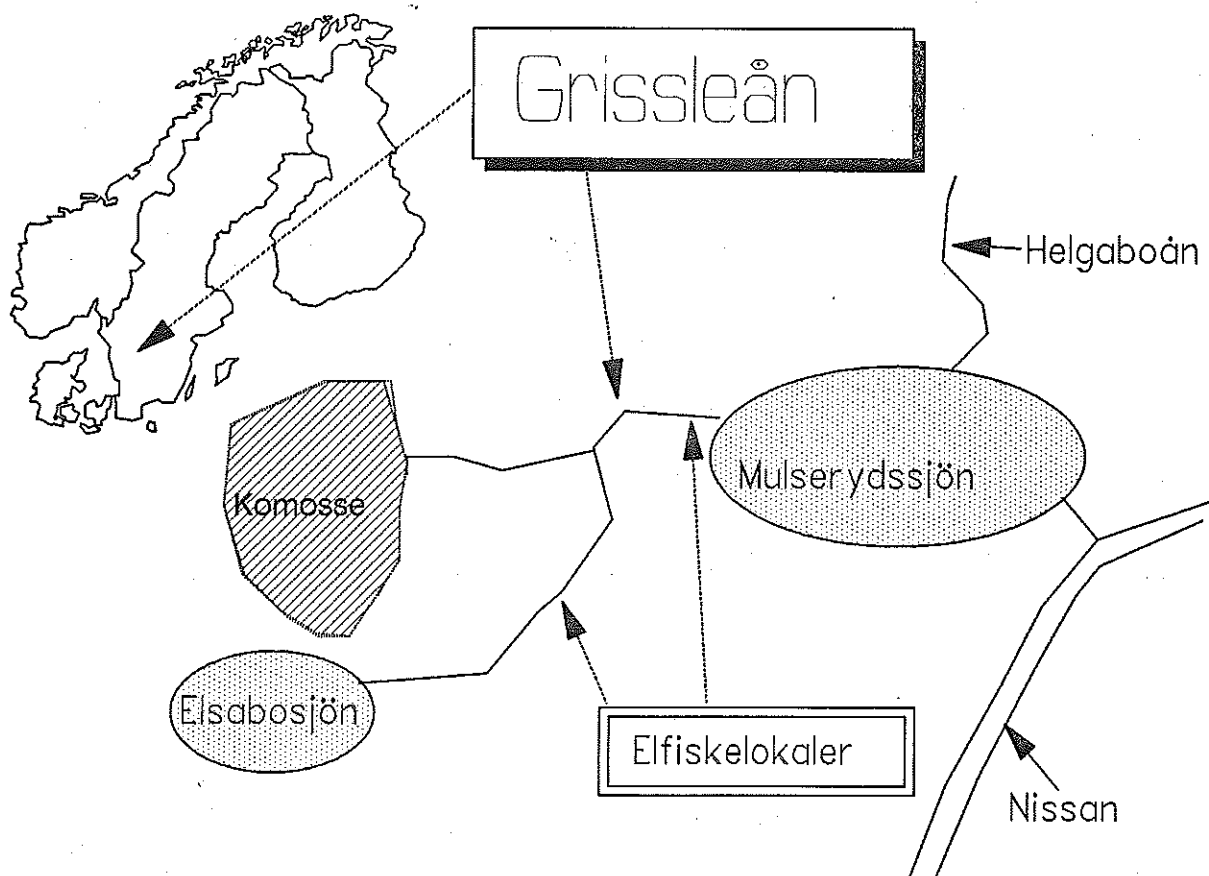 Grissleån
Helgaboån
Komosse
Mulserydssjön
Elsabosjön
Elfiskelokaler
Nissan